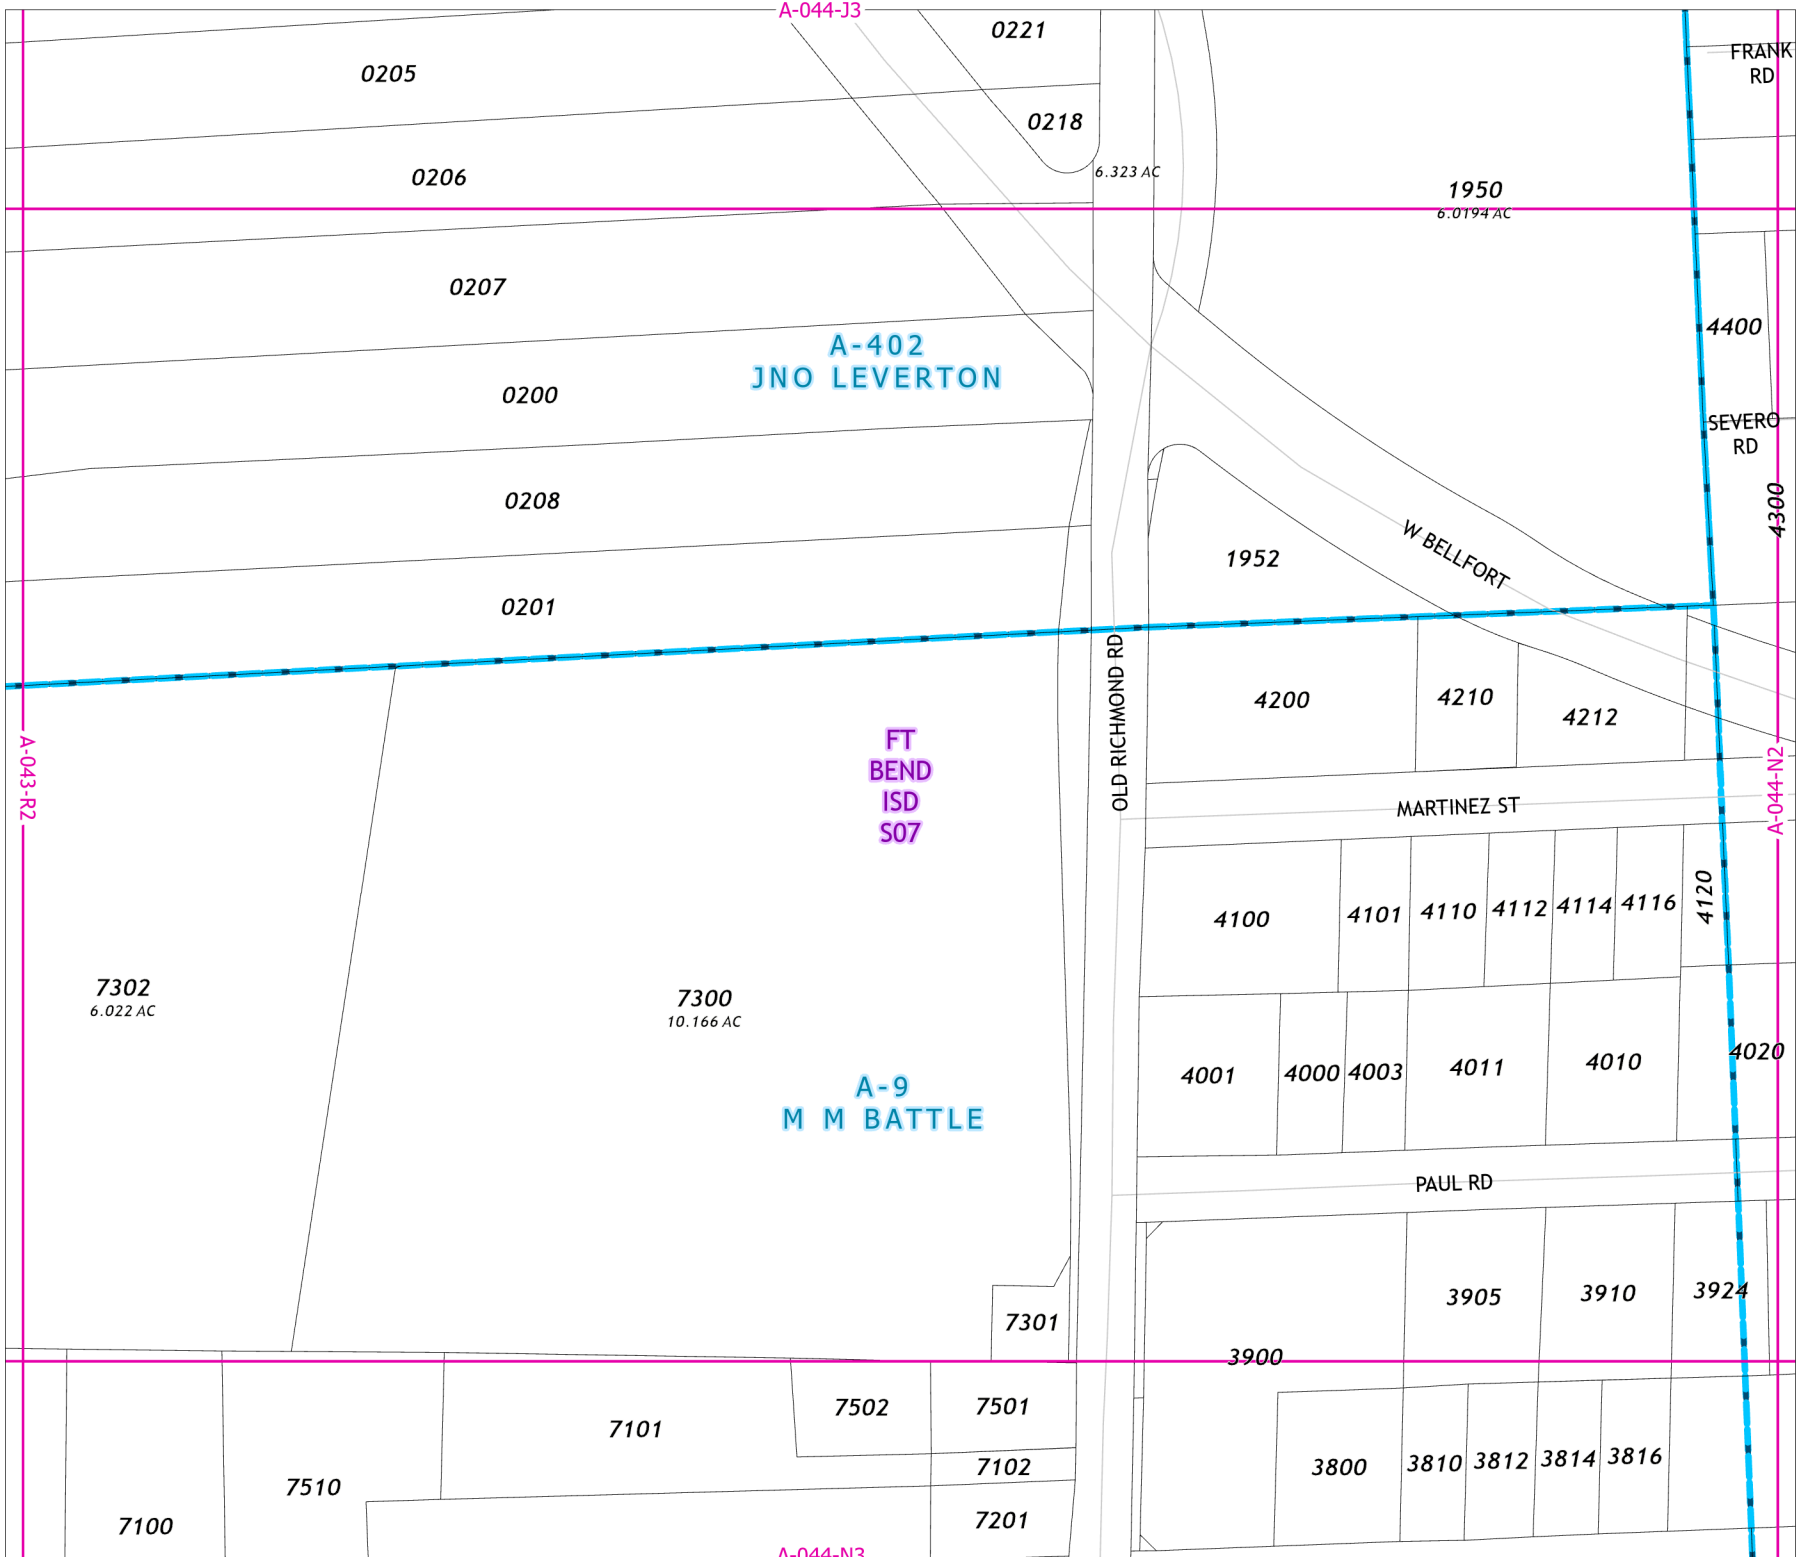 A-044-J3
0221
FRANK
RD
0205
0218
6.323 AC
0206
1950
6.0194 AC
0207
4400
A-402
JNO LEVERTON
0200
SEVERO
RD
0208
4300
W BELLFORT
1952
0201
OLD RICHMOND RD
4200
4210
4212
FT
BEND
ISD
S07
A-043-R2
A-044-N2
MARTINEZ ST
4100
4101
4110
4112
4114
4116
4120
7302
6.022 AC
7300
10.166 AC
4001
4000
4003
4011
4010
4020
A-9
M M BATTLE
PAUL RD
7301
3900
3905
3910
3924
7502
7501
7101
7102
3800
3810
3812
3814
3816
7510
7100
7201
A-044-N3